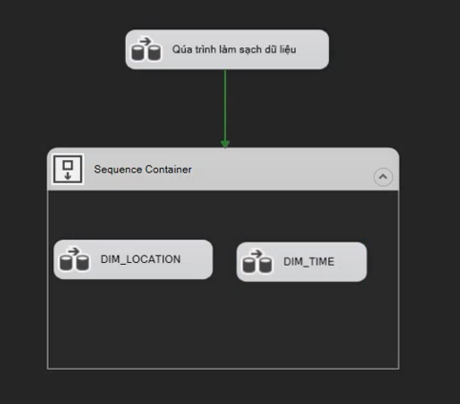 Qúa trình làm sạch dữ liệu
Sequence Container
DIM_LOCATION
DIM_TIME